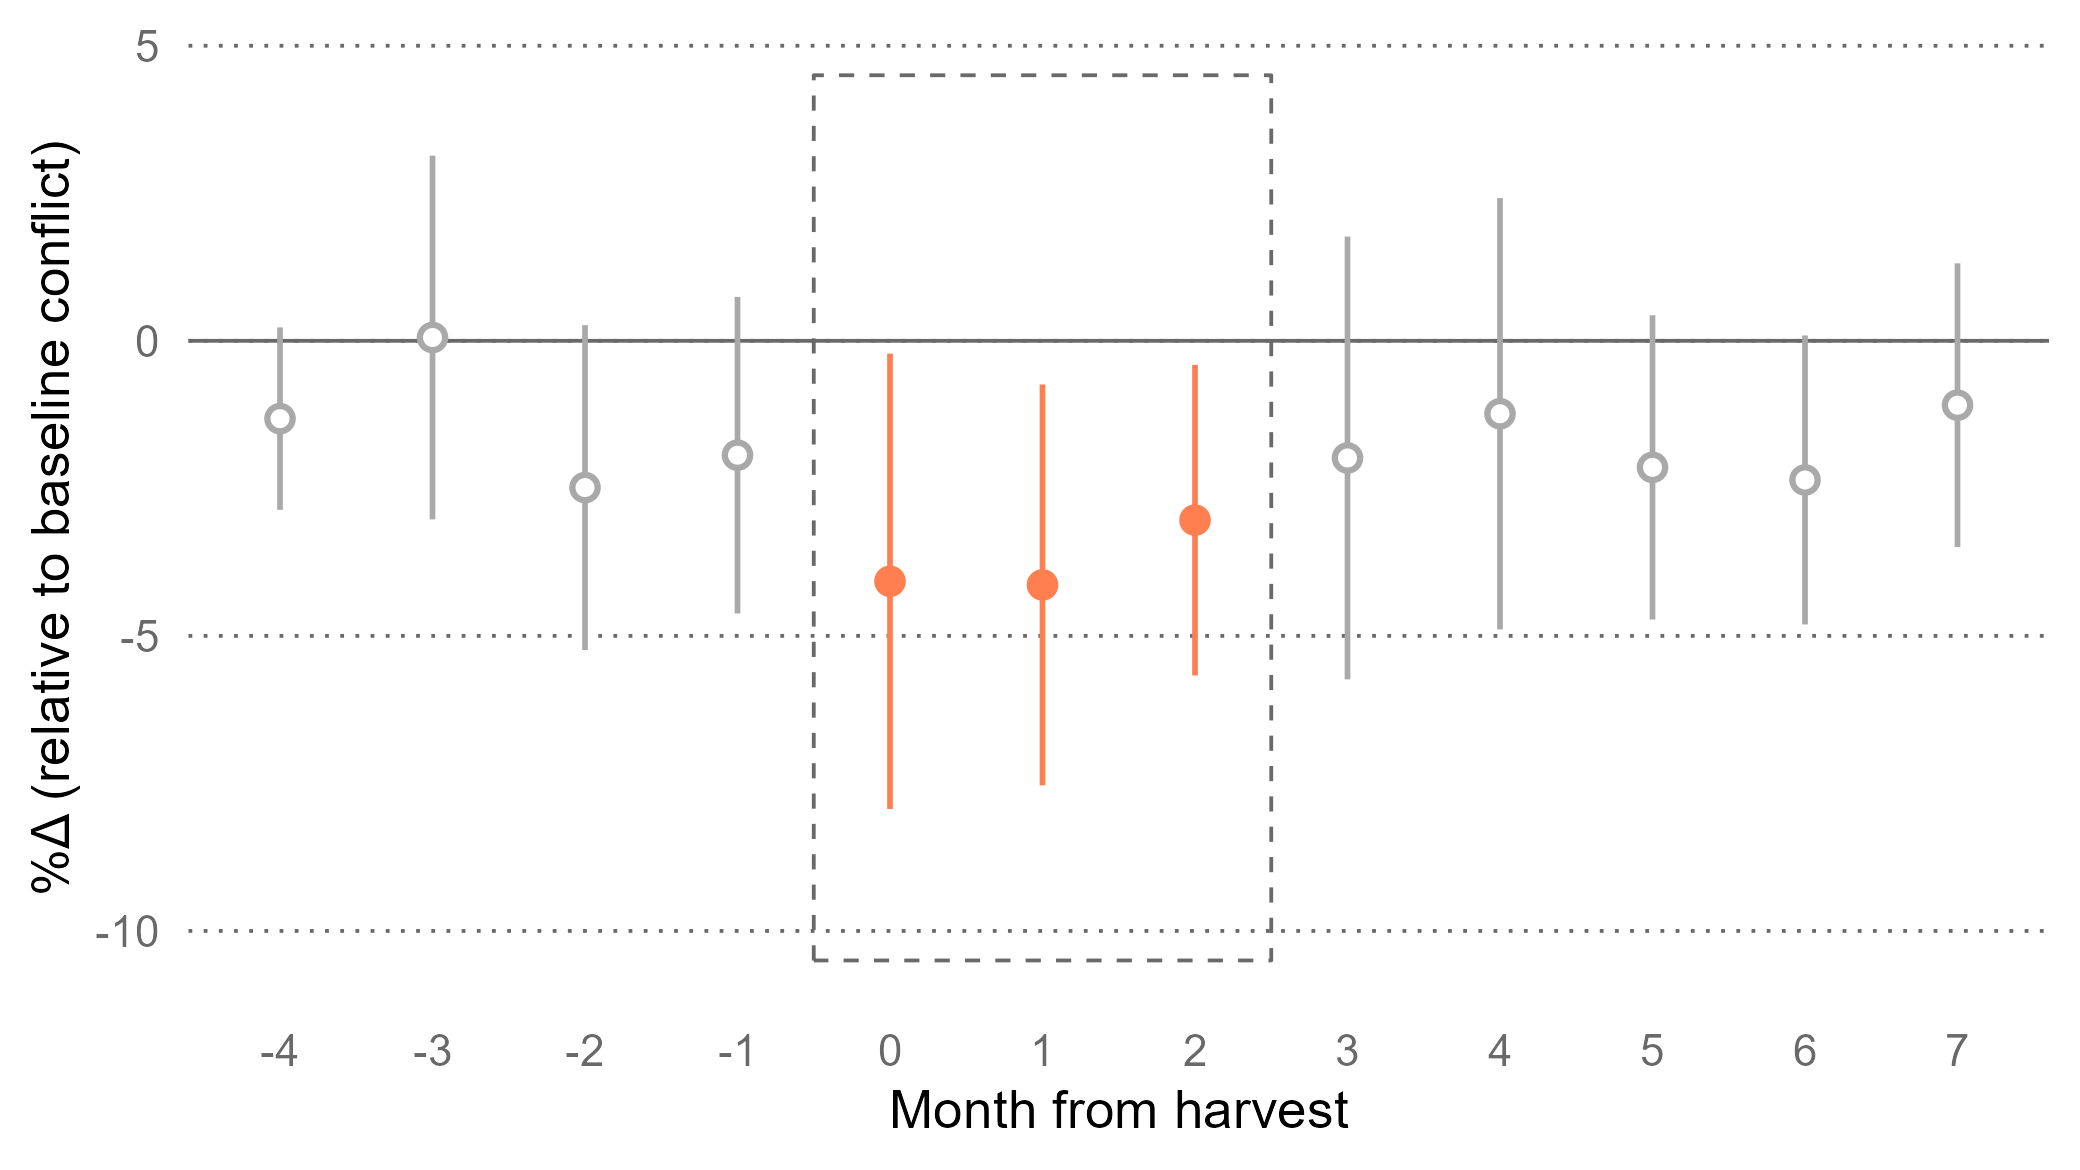 %Δ (relative to baseline conflict)
5
0
-5
-10
-4 -3 -2 -1 0 1 2 3 4 5 6 7
Month from harvest